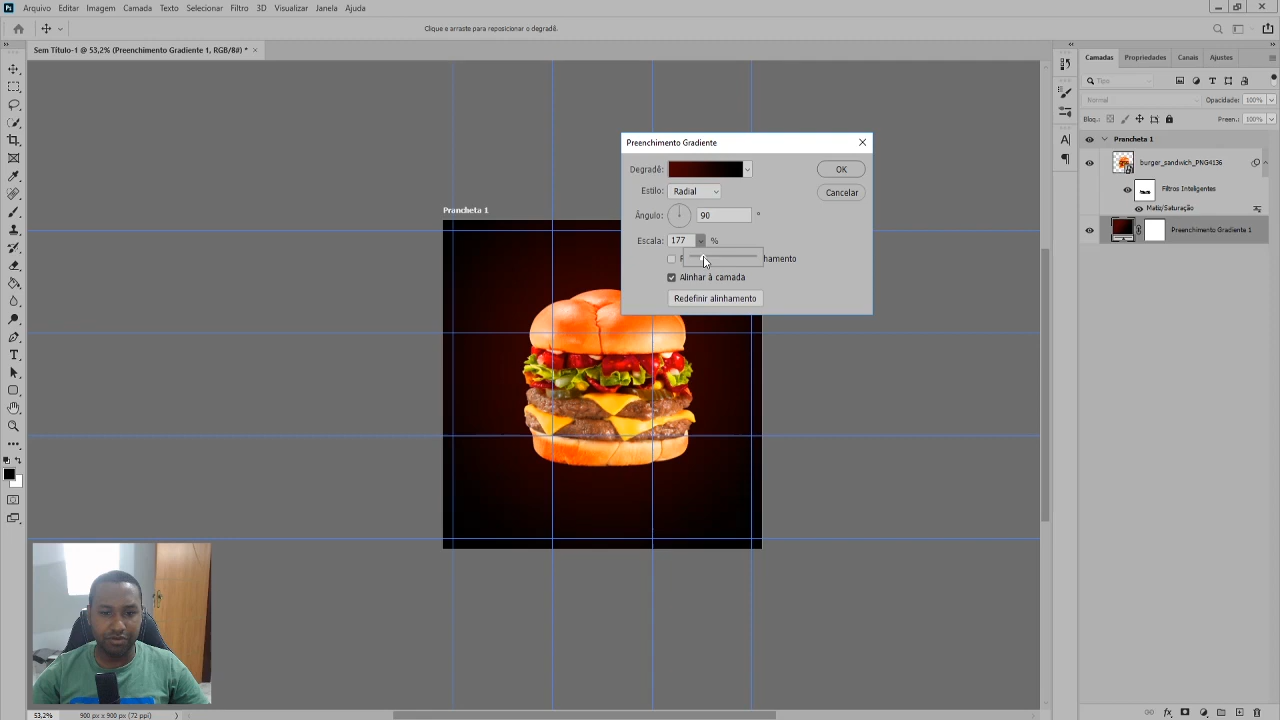 Ps Arquivo Editar Imagem Camada Texto Selecionar Filtro 3D Visualizar Janela Ajuda
Clique e arraste para reposicionar o degradê.
Sem Título-1 @ 53,2% (Preenchimento Gradiente 1, RGB/8#) * ×
Camadas Propriedades Canais Ajustes
Tipo
Normal Opacidade: 100%
Bloq.: Preen.: 100%
Prancheta 1
burger_sandwich_PNG4136
Filtros Inteligentes
Matiz/Saturação
Preenchimento Gradiente 1
Preenchimento Gradiente
Degradê: OK
Estilo: Radial Cancelar
Ângulo: 90 °
Escala: 177 %
Alinhar à camada
Redefinir alinhamento
Prancheta 1
53,2% 900 px x 900 px (72 ppi)